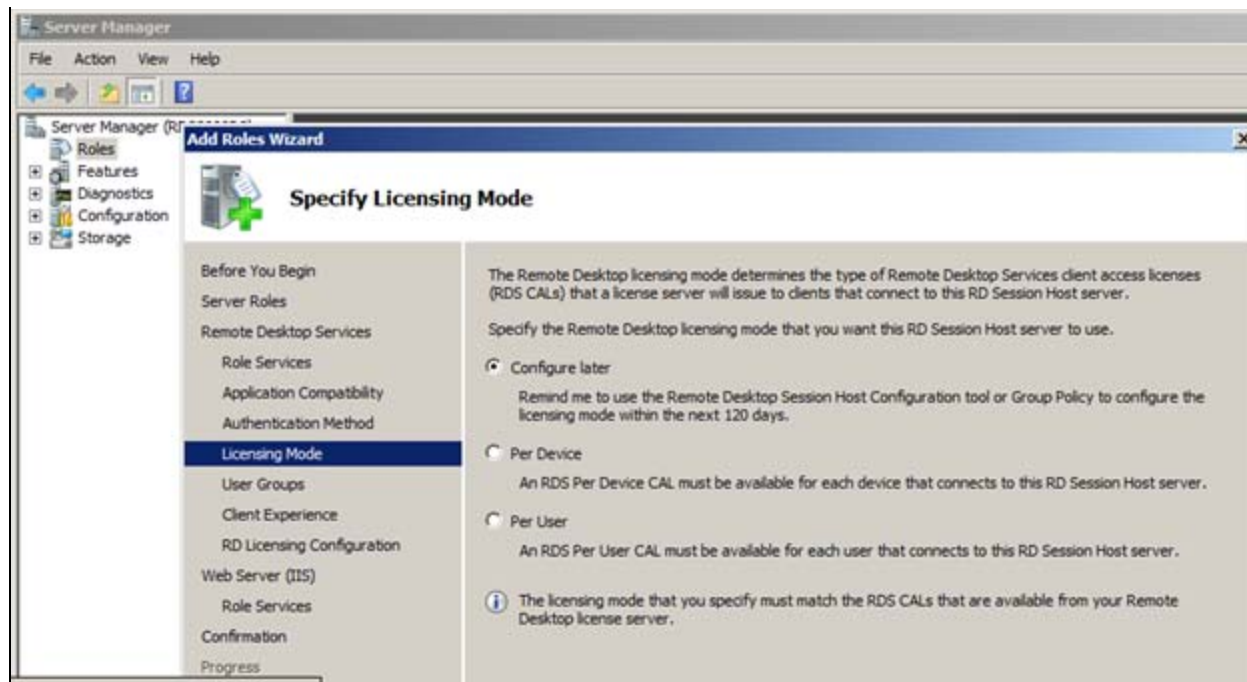 Server Manager
File Action View Help
Server Manager (
Roles
Features
Diagnostics
Configuration
Storage
Add Roles Wizard
Specify Licensing Mode
Before You Begin
Server Roles
Remote Desktop Services
Role Services
Application Compatibility
Authentication Method
Licensing Mode
User Groups
Client Experience
RD Licensing Configuration
Web Server (IIS)
Role Services
Confirmation
Progress
The Remote Desktop licensing mode determines the type of Remote Desktop Services client access licenses
(RDS CALs) that a license server will issue to clients that connect to this RD Session Host server.
Specify the Remote Desktop licensing mode that you want this RD Session Host server to use.
Configure later
Remind me to use the Remote Desktop Session Host Configuration tool or Group Policy to configure the
licensing mode within the next 120 days.
Per Device
An RDS Per Device CAL must be available for each device that connects to this RD Session Host server.
Per User
An RDS Per User CAL must be available for each user that connects to this RD Session Host server.
The licensing mode that you specify must match the RDS CALs that are available from your Remote
Desktop license server.